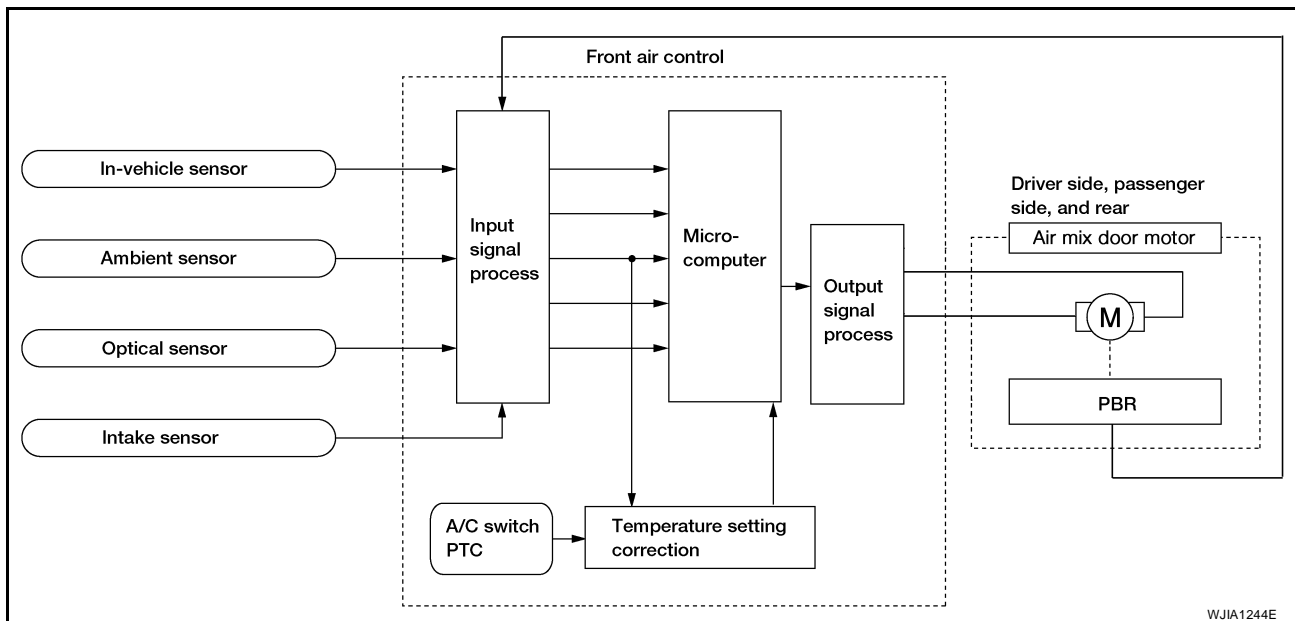 Front air control
In-vehicle sensor
Ambient sensor
Optical sensor
Intake sensor
Input
signal
process
Micro-
computer
Output
signal
process
Driver side, passenger
side, and rear
Air mix door motor
M
PBR
A/C switch
PTC
Temperature setting
correction
WJIA1244E